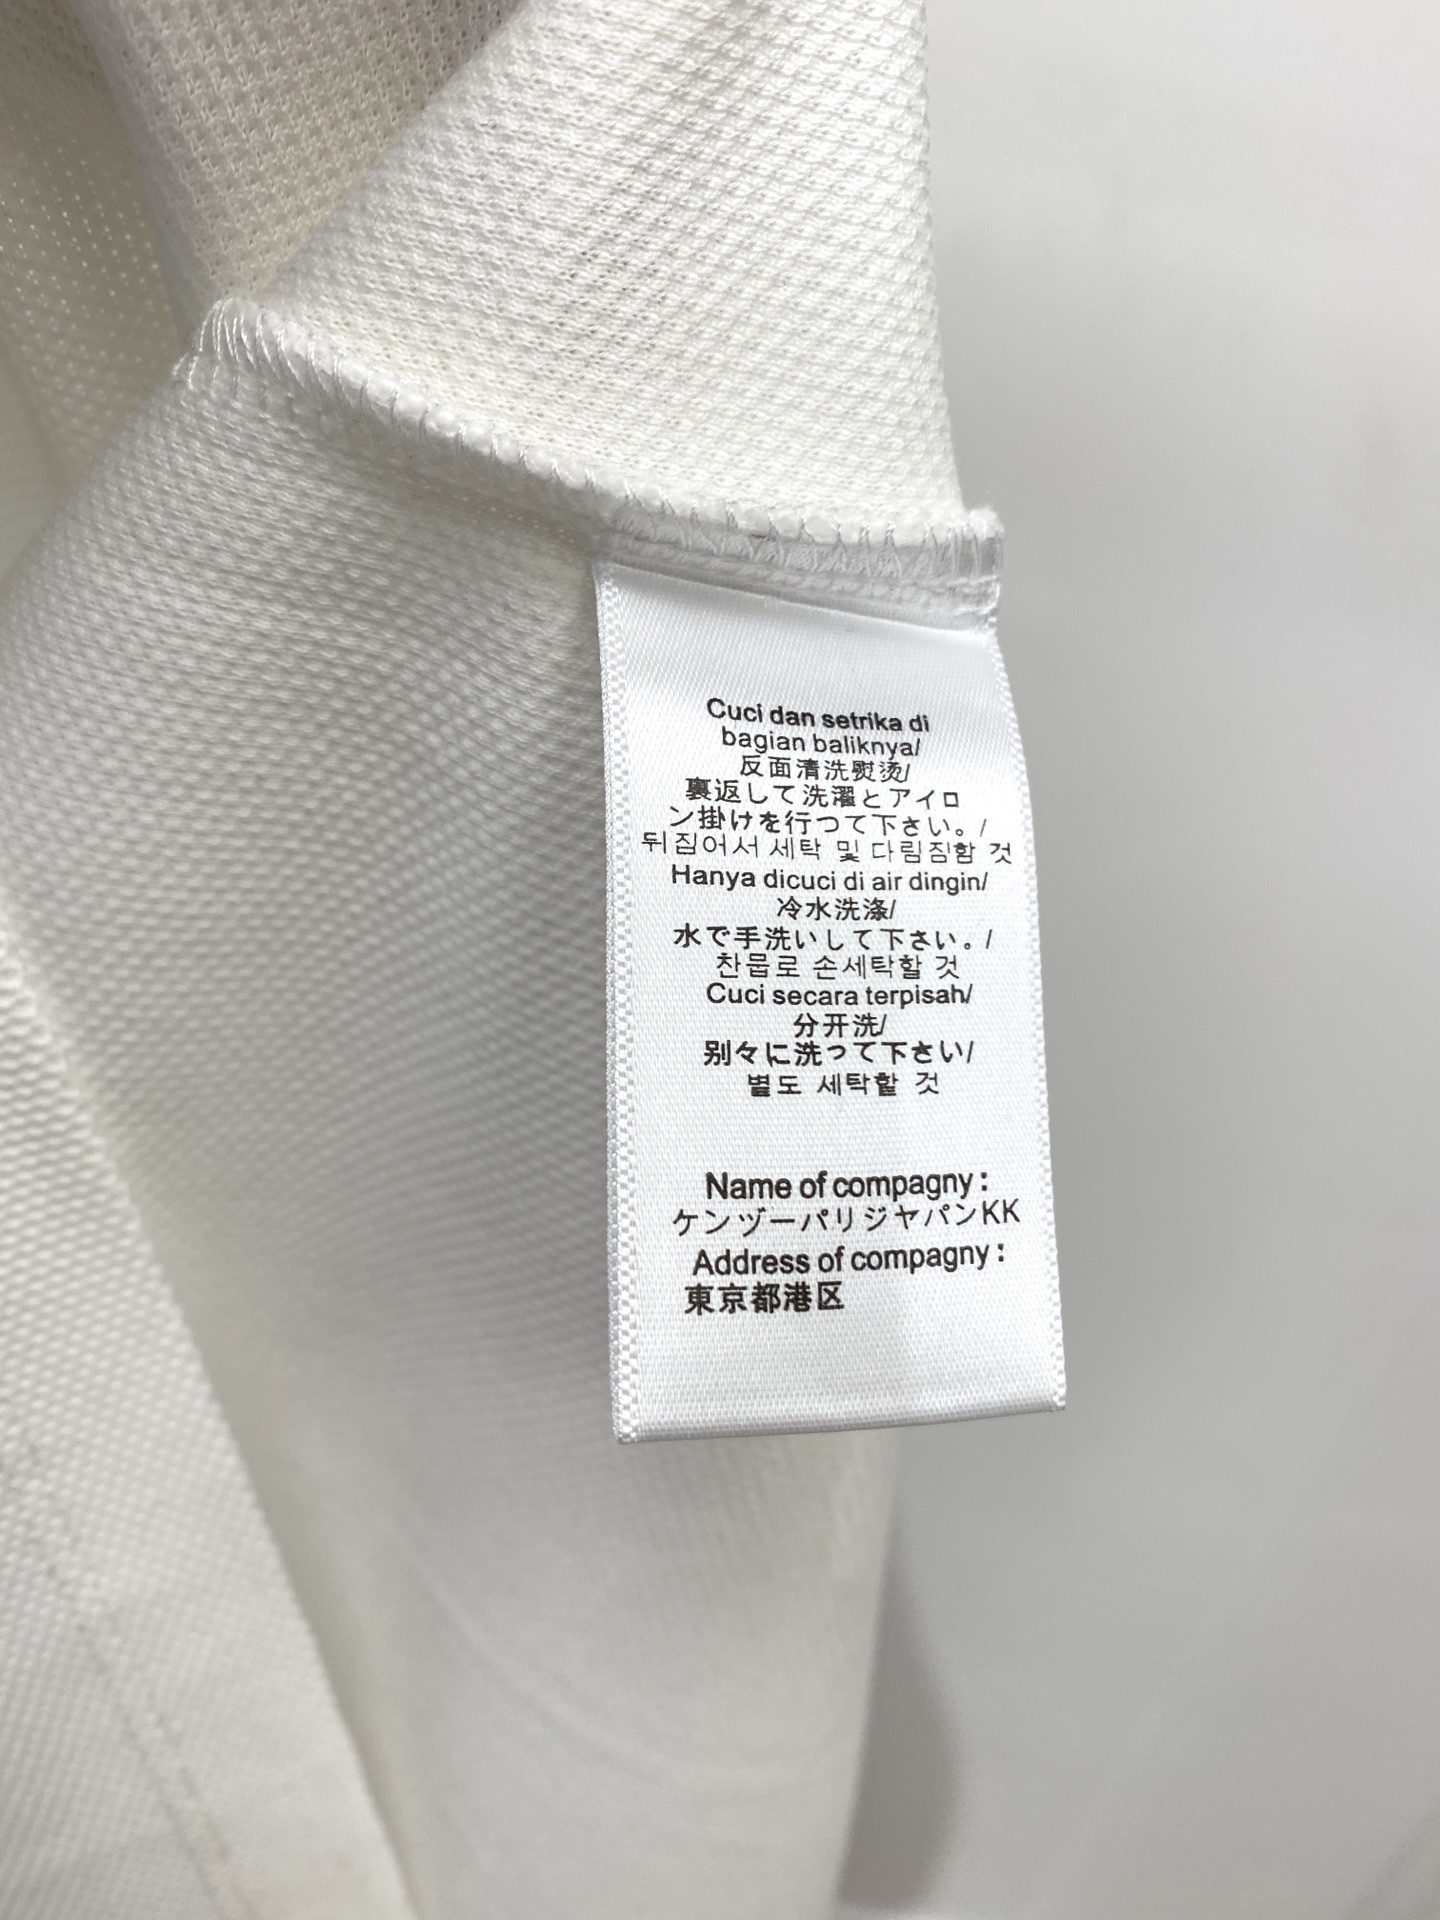 Cuci dan setrika di
bagian baliknya/
反面清洗熨烫/
裏返して洗濯とアイロ
ン掛けを行つて下さい。/
뒤집어서 세탁 및 다림짐할 것
Hanya dicuci di air dingin/
冷水洗涤/
水で手洗いして下さい。/
찬믈로 손세탁할 것
Cuci secara terpisah/
分开洗/
别々に洗って下さい/
별도 세탁할 것
Name of compagny :
ケンゾーパリジヤパンKK
Address of compagny :
東京都港区